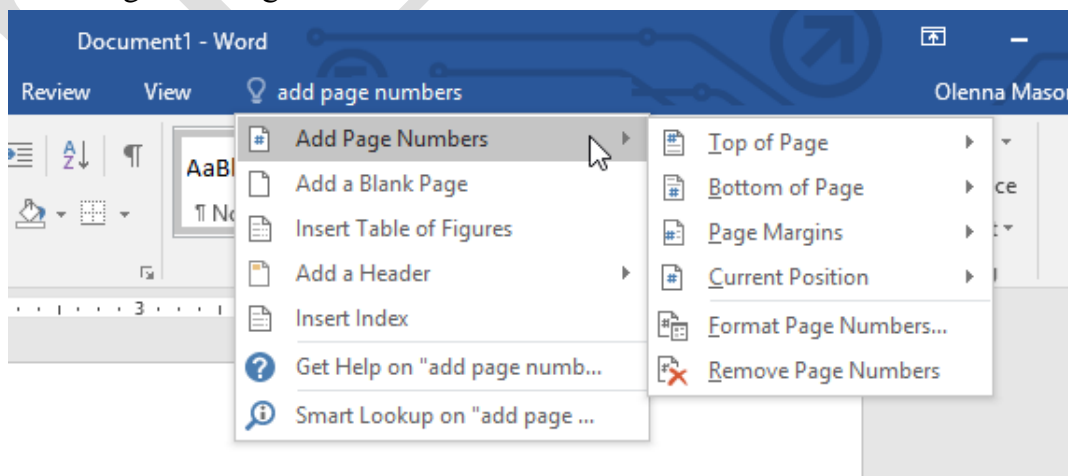 Document1 - Word
Review View add page numbers Olenna Mason
Add Page Numbers
Add a Blank Page
Insert Table of Figures
Add a Header
Insert Index
Get Help on "add page numb...
Smart Lookup on "add page ...
Top of Page
Bottom of Page
Page Margins
Current Position
Format Page Numbers...
Remove Page Numbers
AaBl
¶ No
ce
3